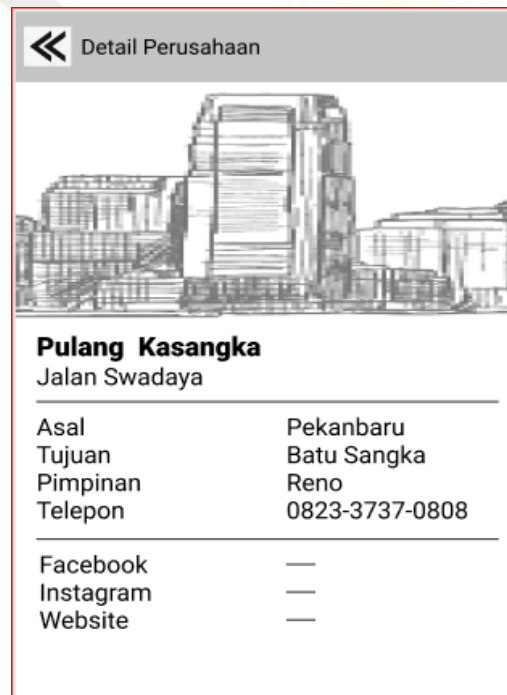 Detail Perusahaan
Pulang Kasangka
Jalan Swadaya
Asal Pekanbaru
Tujuan Batu Sangka
Pimpinan Reno
Telepon 0823-3737-0808
Facebook —
Instagram —
Website —